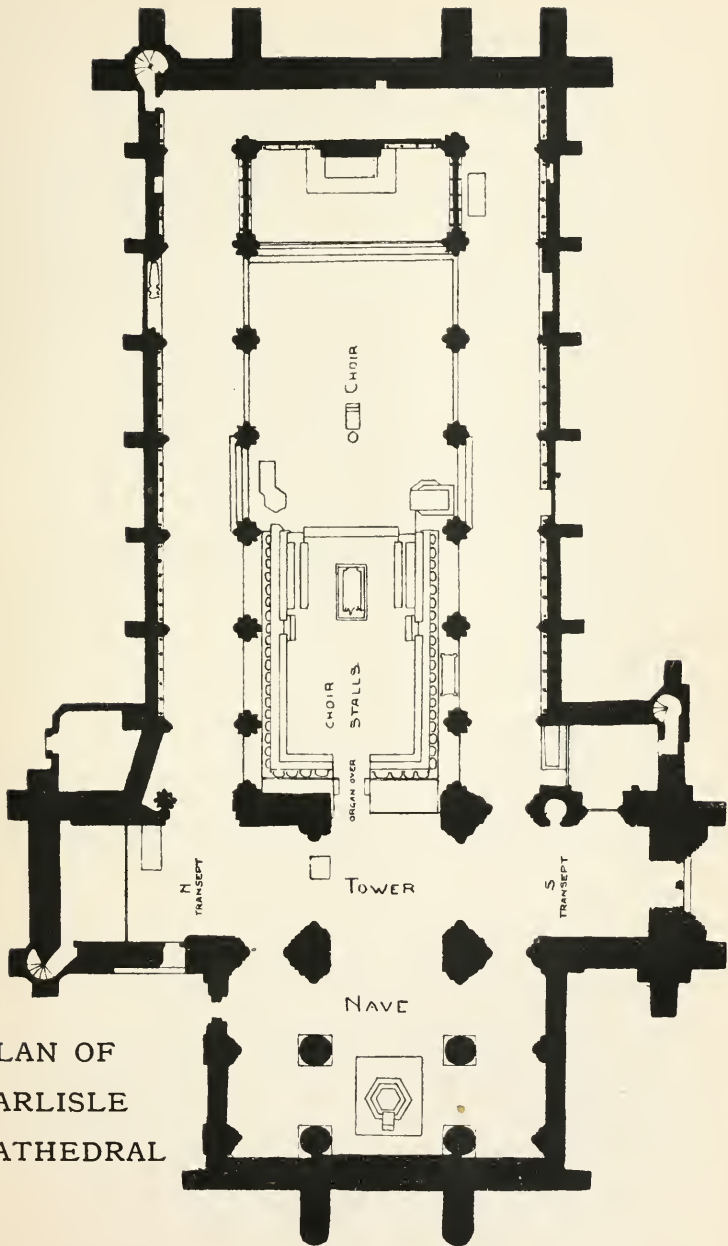 CHOIR
CHOIR
STALLS
ORGAN OVER
N
TRANSEPT
TOWER
S
TRANSEPT
NAVE
LAN OF
ARLISLE
ATHEDRAL